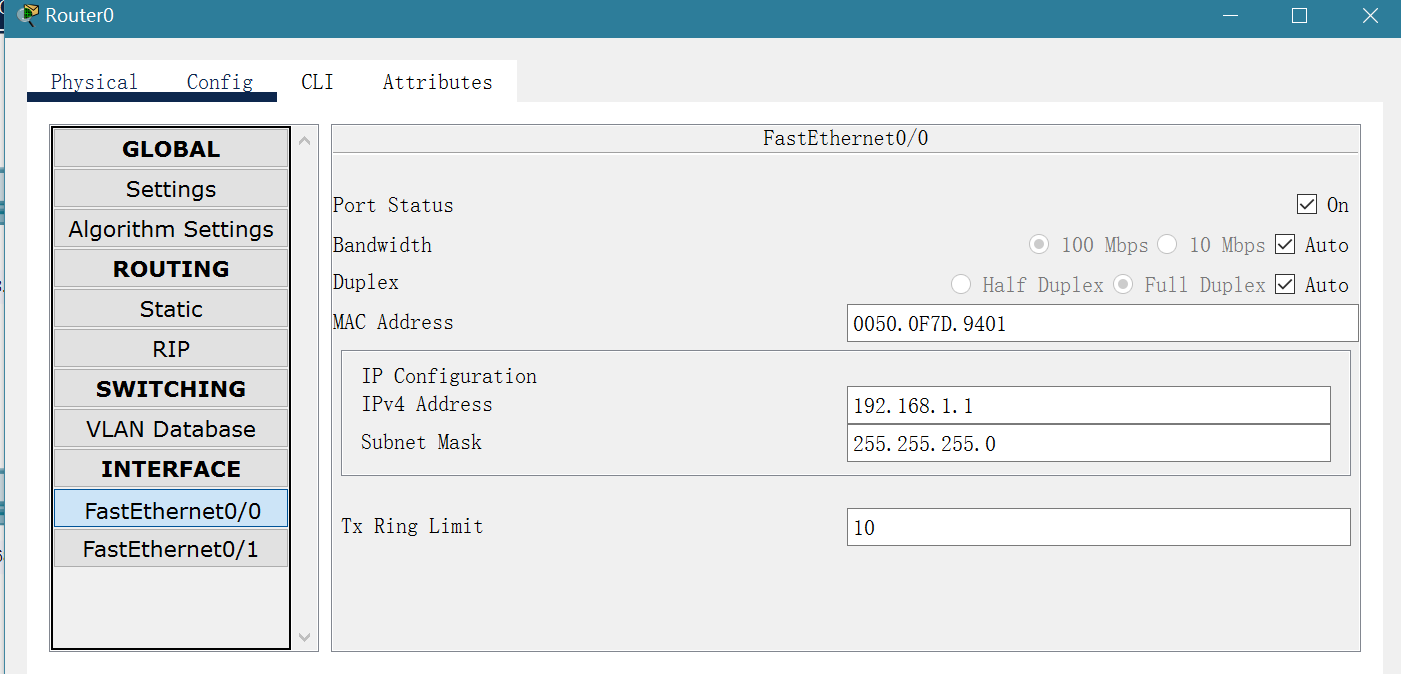 Router0
Physical Config CLI Attributes
GLOBAL
Settings
Algorithm Settings
ROUTING
Static
RIP
SWITCHING
VLAN Database
INTERFACE
FastEthernet0/0
FastEthernet0/1
FastEthernet0/0
Port Status On
Bandwidth 100 Mbps 10 Mbps Auto
Duplex Half Duplex Full Duplex Auto
MAC Address 0050.0F7D.9401
IP Configuration
IPv4 Address 192.168.1.1
Subnet Mask 255.255.255.0
Tx Ring Limit 10